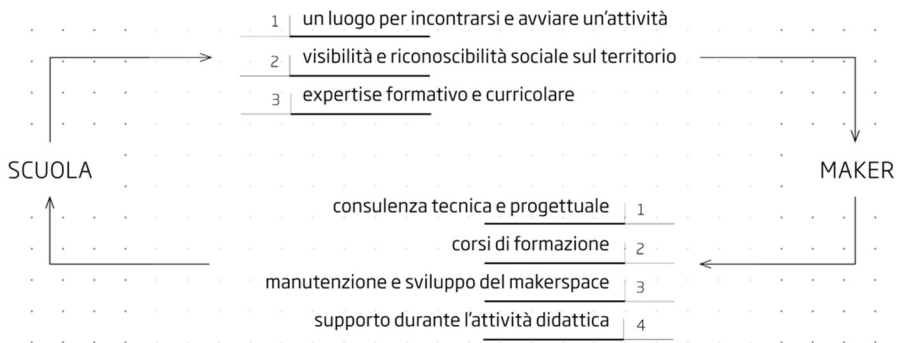 1 un luogo per incontrarsi e avviare un'attività
2 visibilità e riconoscibilità sociale sul territorio
3 expertise formativo e curricolare
SCUOLA
MAKER
consulenza tecnica e progettuale 1
corsi di formazione 2
manutenzione e sviluppo del makerspace 3
supporto durante l'attività didattica 4